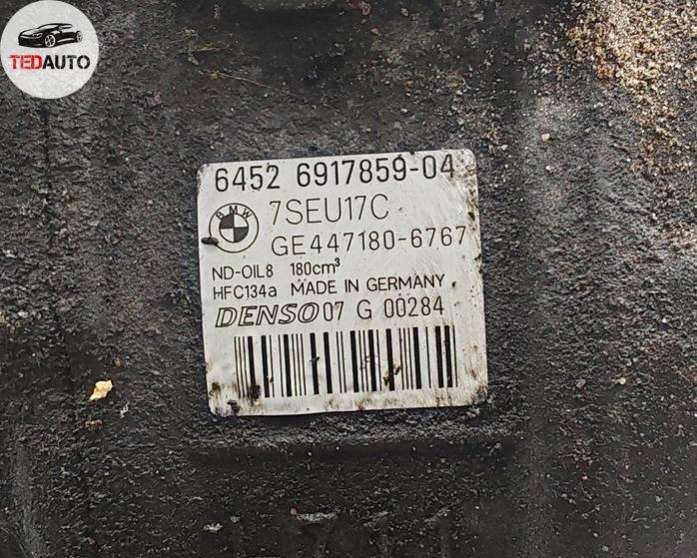 TEDAUTO
6452 6917859-04
BMW
7SEU17C
GE447180-6767
ND-OIL8 180cm³
HFC134a MADE IN GERMANY
DENSO 07 G 00284